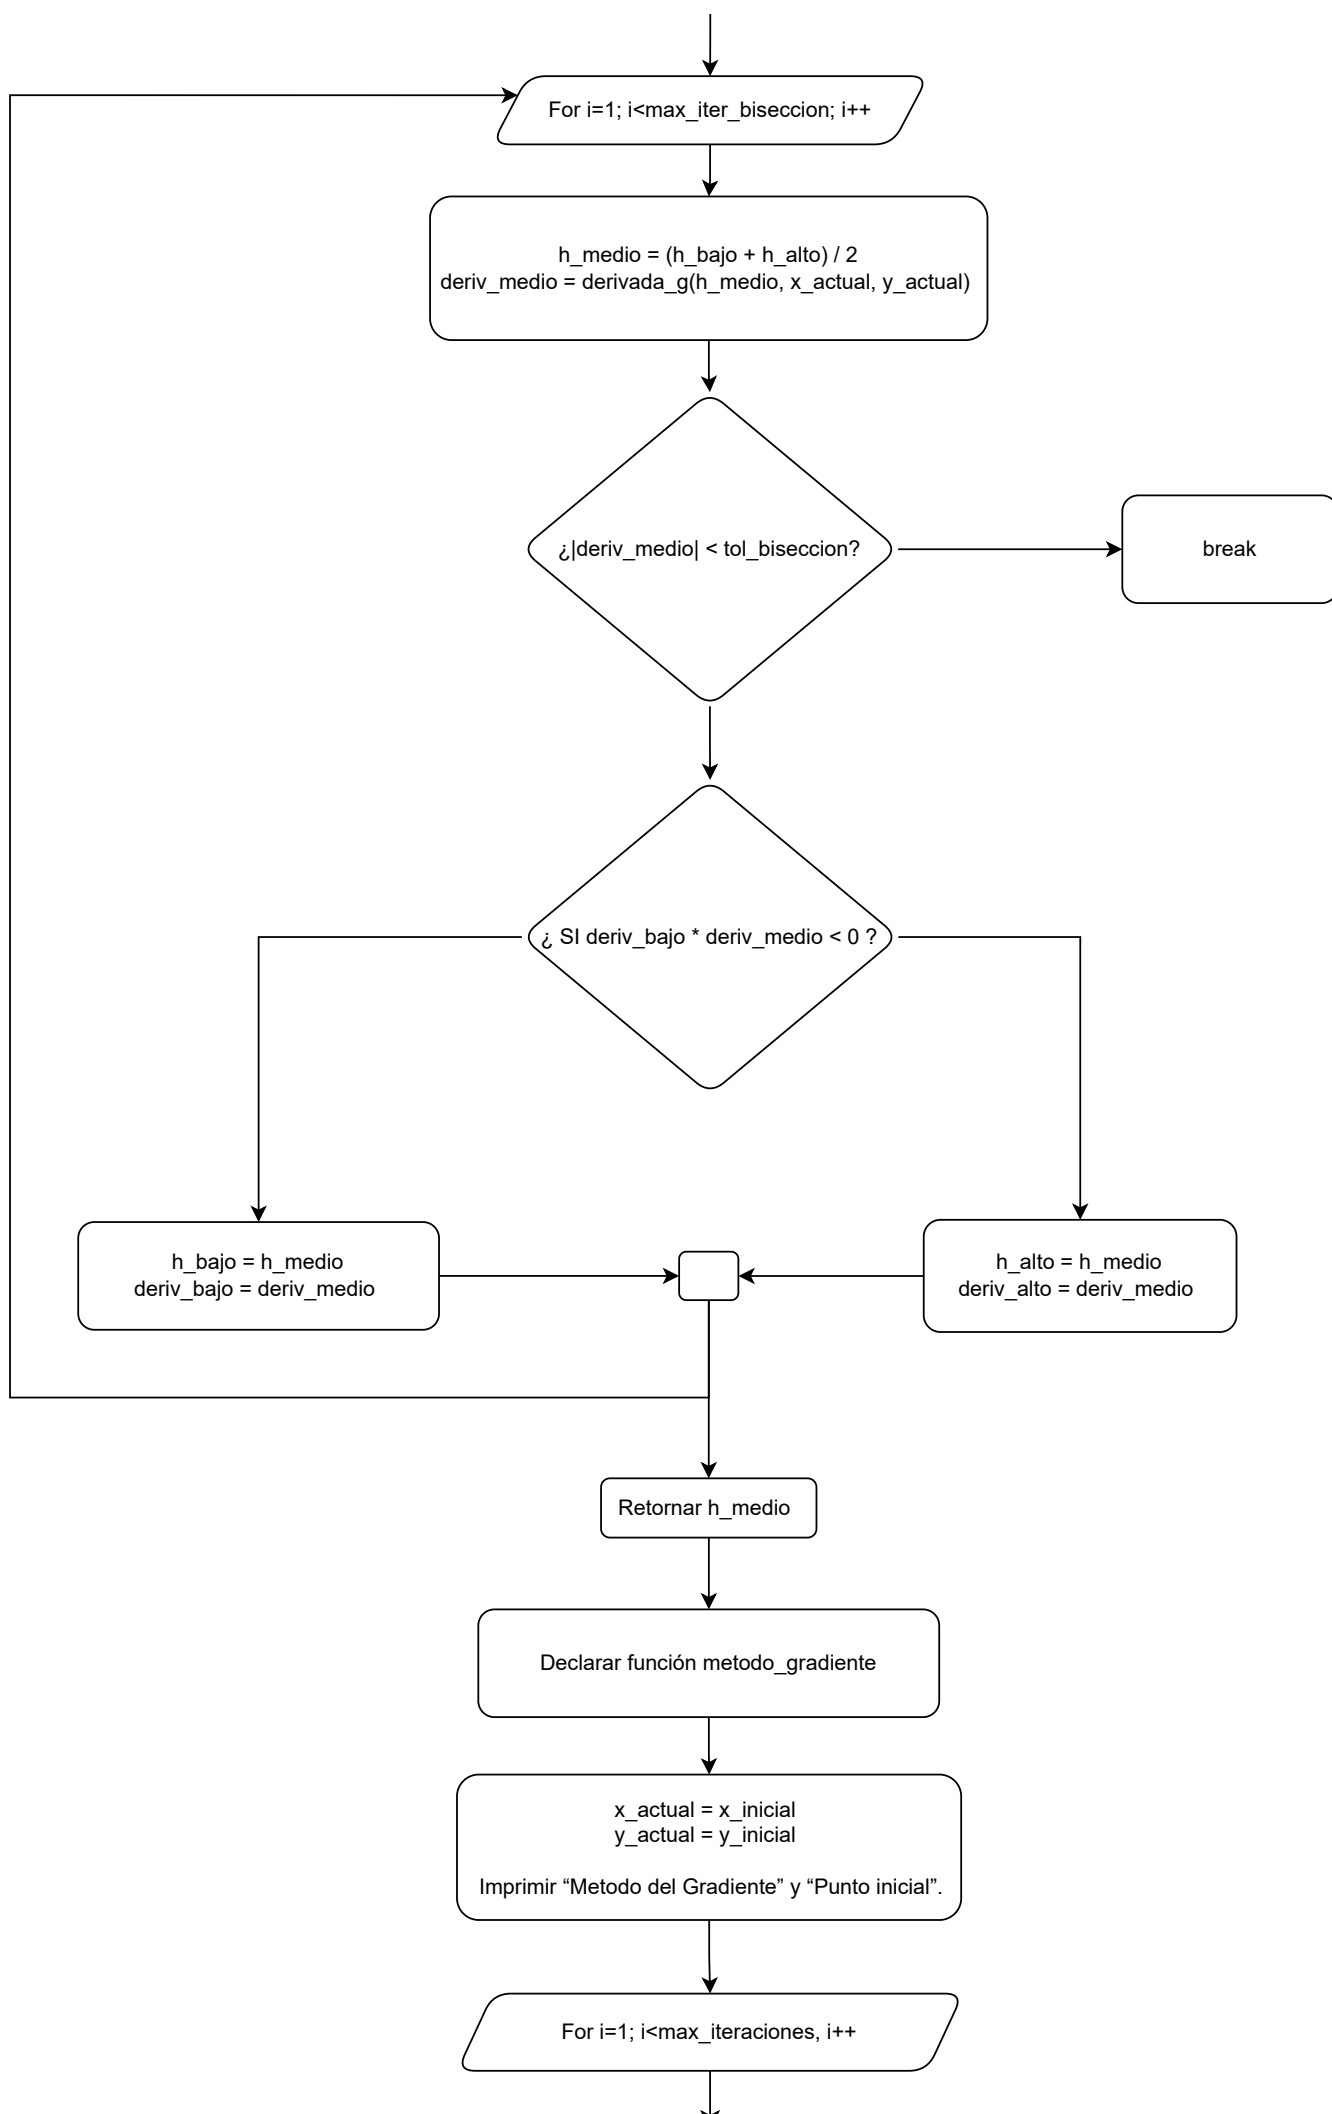 For i=1; i<max_iter_biseccion; i++
h_medio = (h_bajo + h_alto) / 2
deriv_medio = derivada_g(h_medio, x_actual, y_actual)
¿|deriv_medio| < tol_biseccion?
break
¿ SI deriv_bajo * deriv_medio < 0 ?
h_bajo = h_medio
deriv_bajo = deriv_medio
h_alto = h_medio
deriv_alto = deriv_medio
Retornar h_medio
Declarar función metodo_gradiente
x_actual = x_inicial
y_actual = y_inicial
Imprimir “Metodo del Gradiente” y “Punto inicial”.
For i=1; i<max_iteraciones, i++